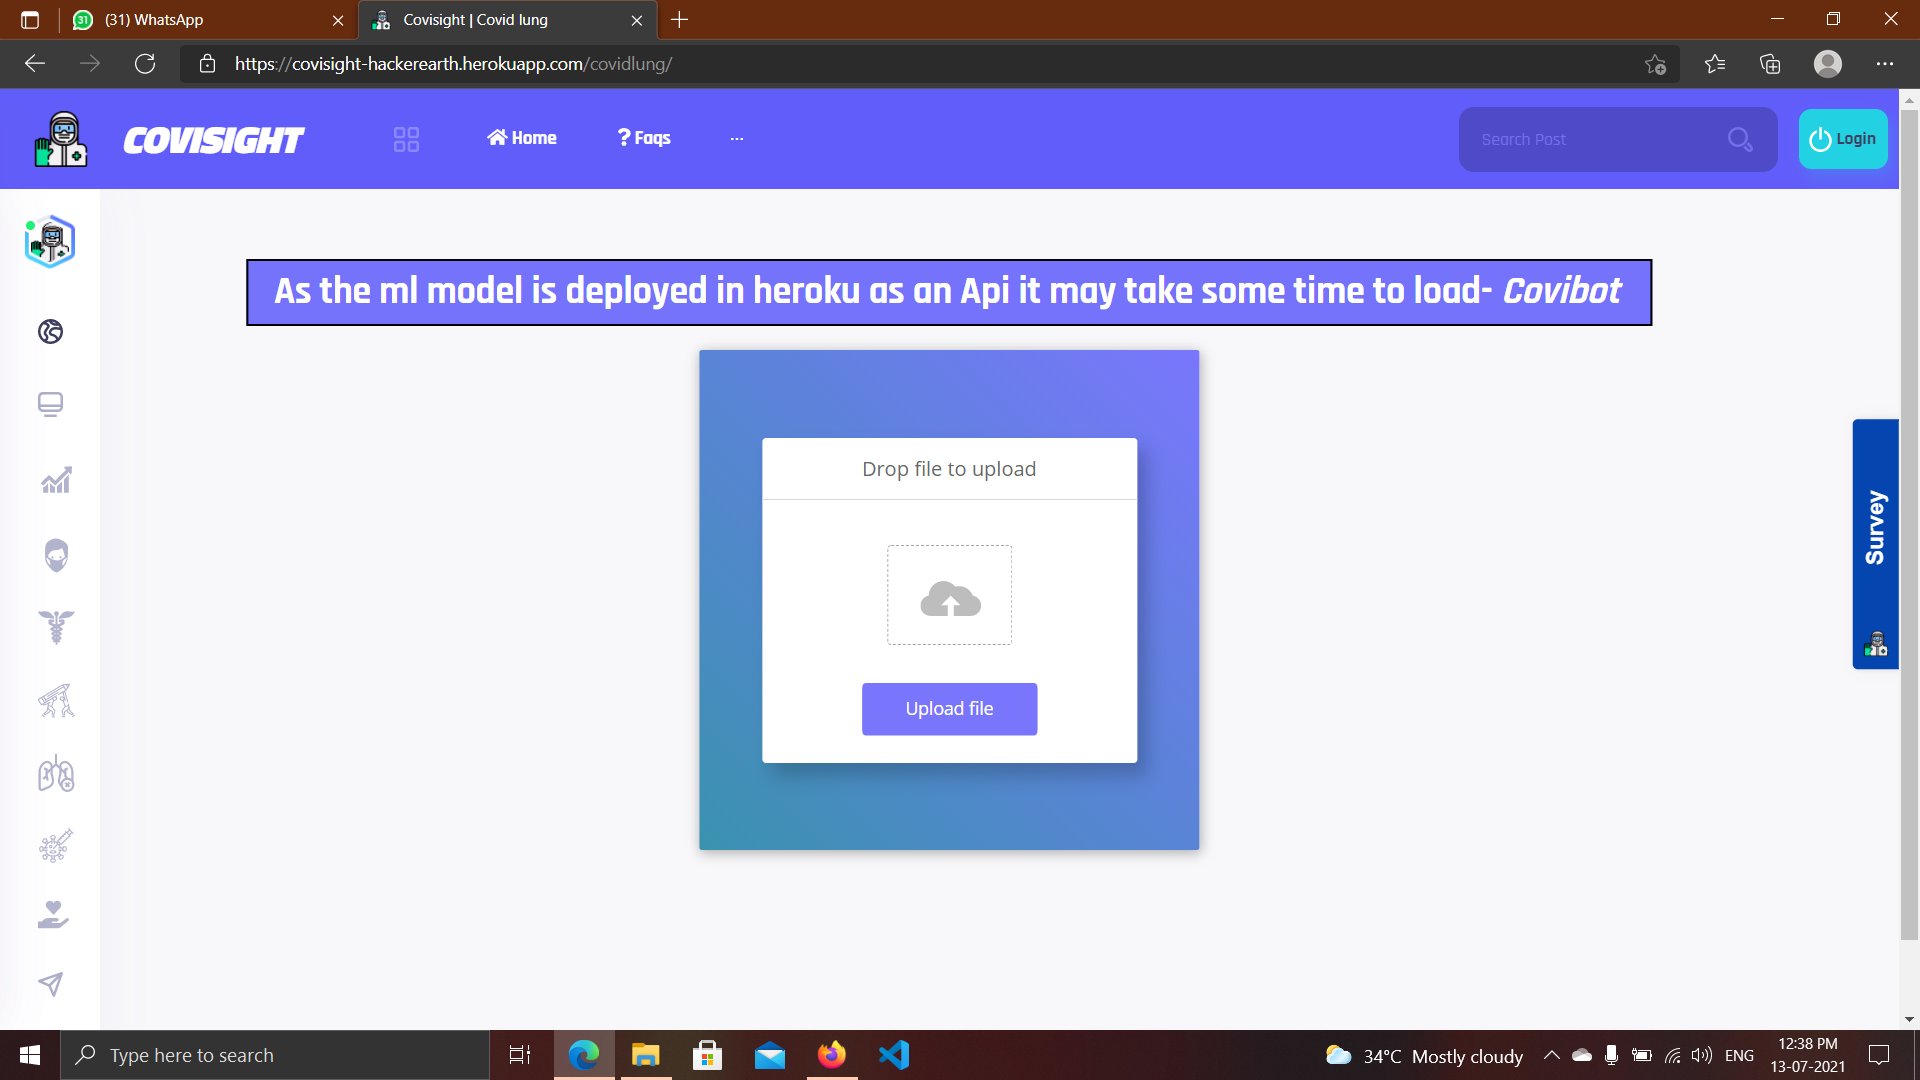 (31) WhatsApp
Covisight | Covid lung
https://covisight-hackerearth.herokuapp.com/covidlung/
COVISIGHT
Home
? Faqs
...
Search Post
Login
As the ml model is deployed in heroku as an Api it may take some time to load- Covibot
Drop file to upload
Upload file
Survey
Type here to search
34°C Mostly cloudy
ENG
12:38 PM
13-07-2021